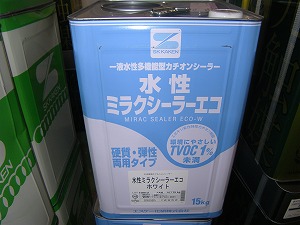 SK KAKEN
一液水性多機能型カチオンシーラー
水性
ミラクシーラーエコ
MIRAC SEALER ECO-W
硬質・弾性
両用タイプ
環境にやさしい
TVOC 1%
未満
水性ミラクシーラーエコ
ホワイト
15kg